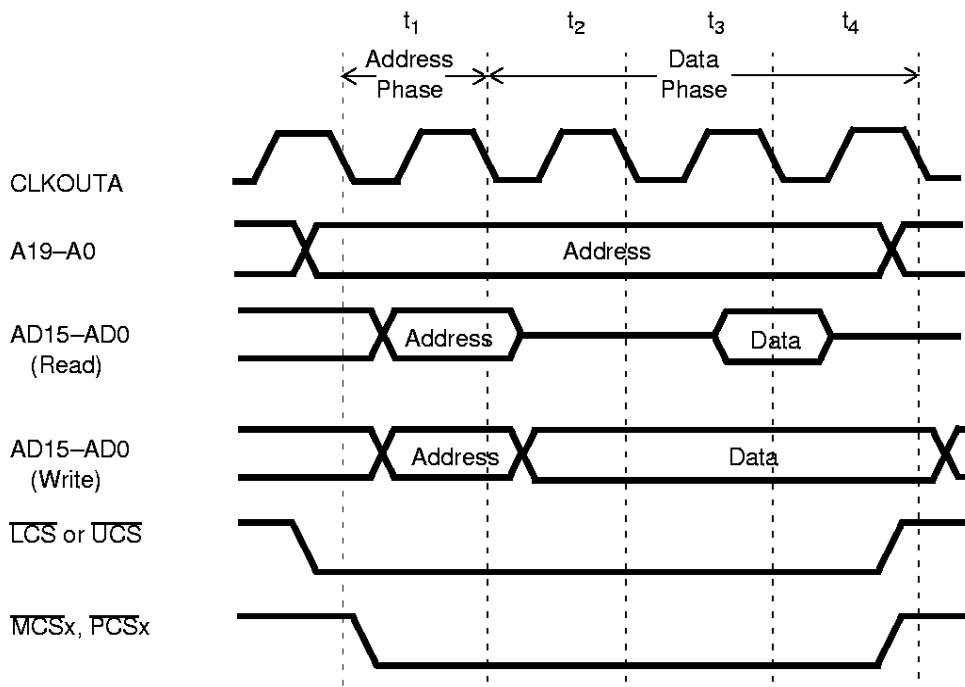 t1 t2 t3 t4
Address Phase
Data Phase
CLKOUTA
A19–A0
Address
AD15–AD0
(Read)
Address
Data
AD15–AD0
(Write)
Address
Data
LCS or UCS
MCSx, PCSx